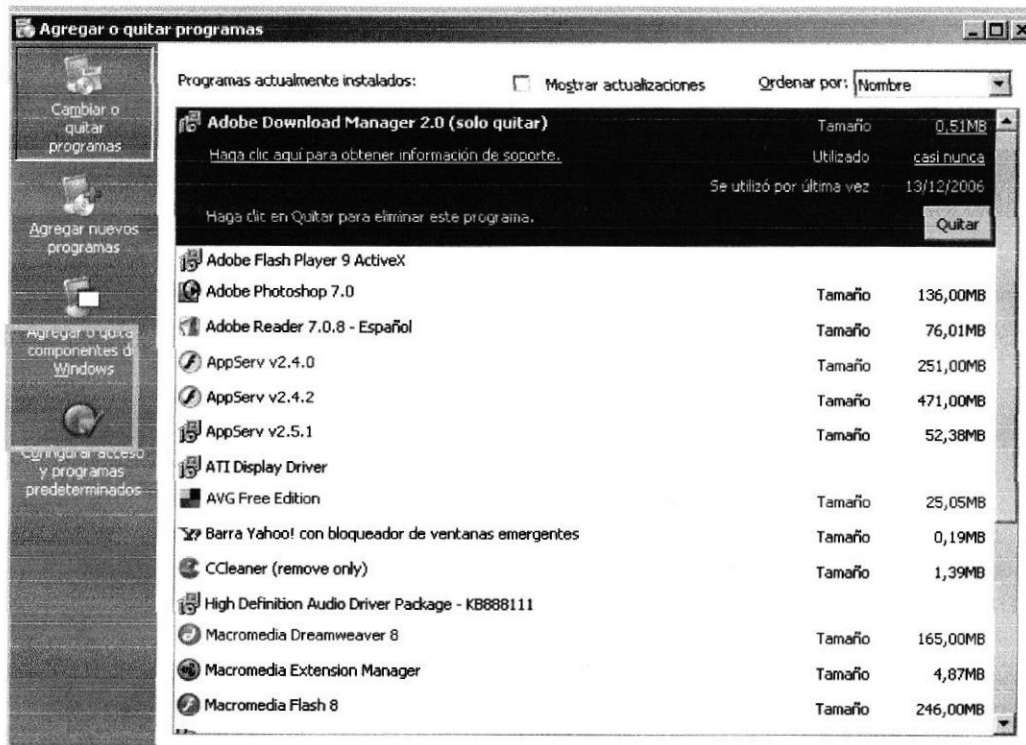 Agregar o quitar programas
Cambiar o
quitar
programas
Agregar nuevos
programas
Agregar o quitar
componentes d
Windows
Configurar acceso
y programas
predeterminados
Programas actualmente instalados:
Mostrar actualizaciones
Ordenar por: Nombre
Adobe Download Manager 2.0 (solo quitar) Tamaño 0,51MB
Haga clic aquí para obtener información de soporte. Utilizado casi nunca
Se utilizó por última vez 13/12/2006
Haga clic en Quitar para eliminar este programa. Quitar
Adobe Flash Player 9 ActiveX
Adobe Photoshop 7.0 Tamaño 136,00MB
Adobe Reader 7.0.8 - Español Tamaño 76,01MB
AppServ v2.4.0 Tamaño 251,00MB
AppServ v2.4.2 Tamaño 471,00MB
AppServ v2.5.1 Tamaño 52,38MB
ATI Display Driver
AVG Free Edition Tamaño 25,05MB
Barra Yahoo! con bloqueador de ventanas emergentes Tamaño 0,19MB
CCleaner (remove only) Tamaño 1,39MB
High Definition Audio Driver Package - KB888111
Macromedia Dreamweaver 8 Tamaño 165,00MB
Macromedia Extension Manager Tamaño 4,87MB
Macromedia Flash 8 Tamaño 246,00MB